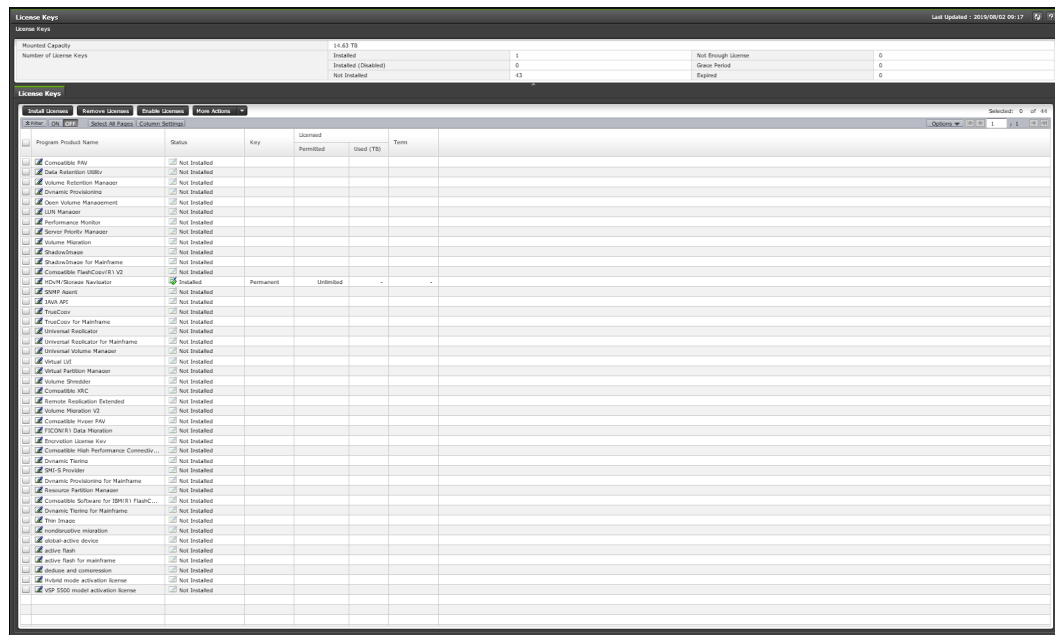 License Keys
Last Updated : 2019/08/02 09:17
License Keys
Mounted Capacity 14.63 TB
Number of License Keys Installed 1 Not Enough License 0
Installed (Disabled) 0 Grace Period 0
Not Installed 43 Expired 0
License Keys
Install Licenses Remove Licenses Enable Licenses More Actions Selected: 0 of 44
Filter ON OFF Select All Pages Column Settings Options 1 / 1
Program Product Name Status Key Licensed Term
Permitted Used (TB)
Compatible PAV Not Installed
Data Retention Utility Not Installed
Volume Retention Manager Not Installed
Dynamic Provisioning Not Installed
Open Volume Management Not Installed
LUN Manager Not Installed
Performance Monitor Not Installed
Server Priority Manager Not Installed
Volume Migration Not Installed
ShadowImage Not Installed
ShadowImage for Mainframe Not Installed
Compatible FlashCopy(R) V2 Not Installed
HDvM/Storage Navigator Installed Permanent Unlimited - -
SNMP Agent Not Installed
JAVA API Not Installed
TrueCopy Not Installed
TrueCopy for Mainframe Not Installed
Universal Replicator Not Installed
Universal Replicator for Mainframe Not Installed
Universal Volume Manager Not Installed
Virtual LVI Not Installed
Virtual Partition Manager Not Installed
Volume Shredder Not Installed
Compatible XRC Not Installed
Remote Replication Extended Not Installed
Volume Migration V2 Not Installed
Compatible Hyper PAV Not Installed
FICON(R) Data Migration Not Installed
Encryption License Key Not Installed
Compatible High Performance Connectiv... Not Installed
Dynamic Tiering Not Installed
SMI-S Provider Not Installed
Dynamic Provisioning for Mainframe Not Installed
Resource Partition Manager Not Installed
Compatible Software for IBM(R) FlashC... Not Installed
Dynamic Tiering for Mainframe Not Installed
Thin Image Not Installed
nondisruptive migration Not Installed
global-active device Not Installed
active flash Not Installed
active flash for mainframe Not Installed
dedupe and compression Not Installed
Hybrid mode activation license Not Installed
VSP 5500 model activation license Not Installed